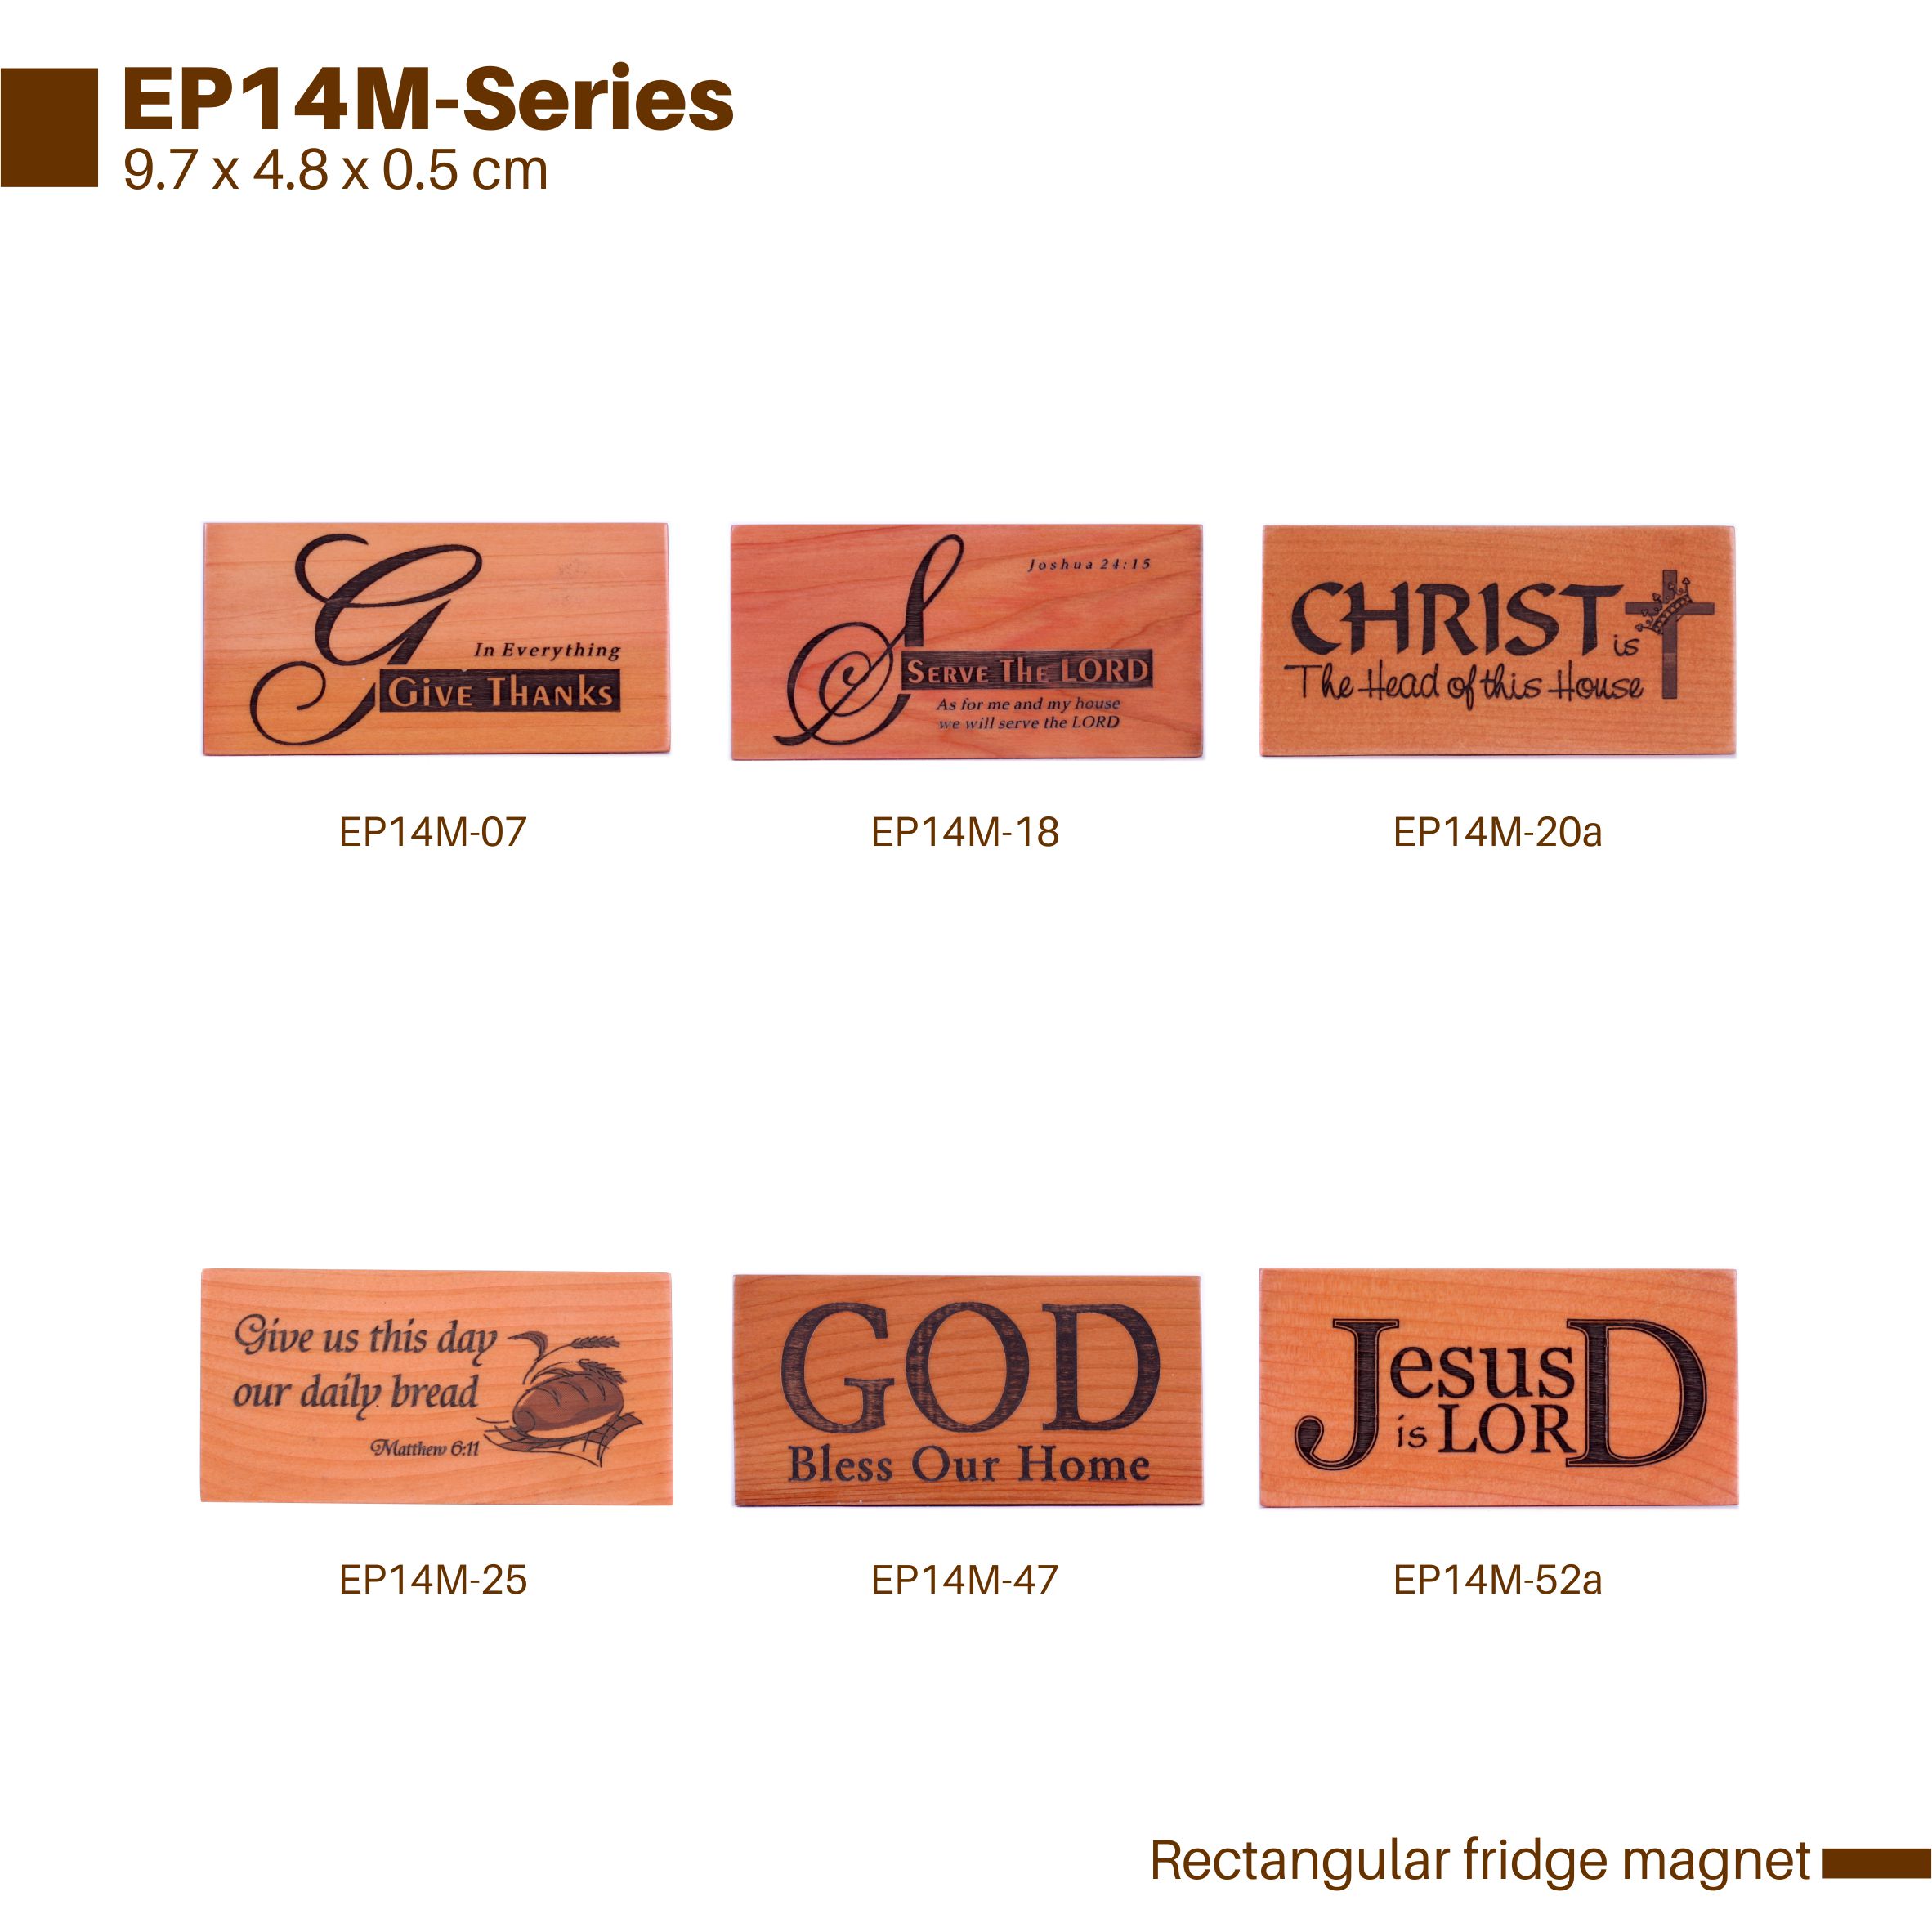 EP14M-Series
9.7 x 4.8 x 0.5 cm
G
In Everything
GIVE THANKS
EP14M-07
S
Joshua 24:15
SERVE THE LORD
As for me and my house
we will serve the LORD
EP14M-18
CHRIST is
The Head of this House
EP14M-20a
Give us this day
our daily bread
Matthew 6:11
EP14M-25
GOD
Bless Our Home
EP14M-47
Jesus
is LORD
EP14M-52a
Rectangular fridge magnet